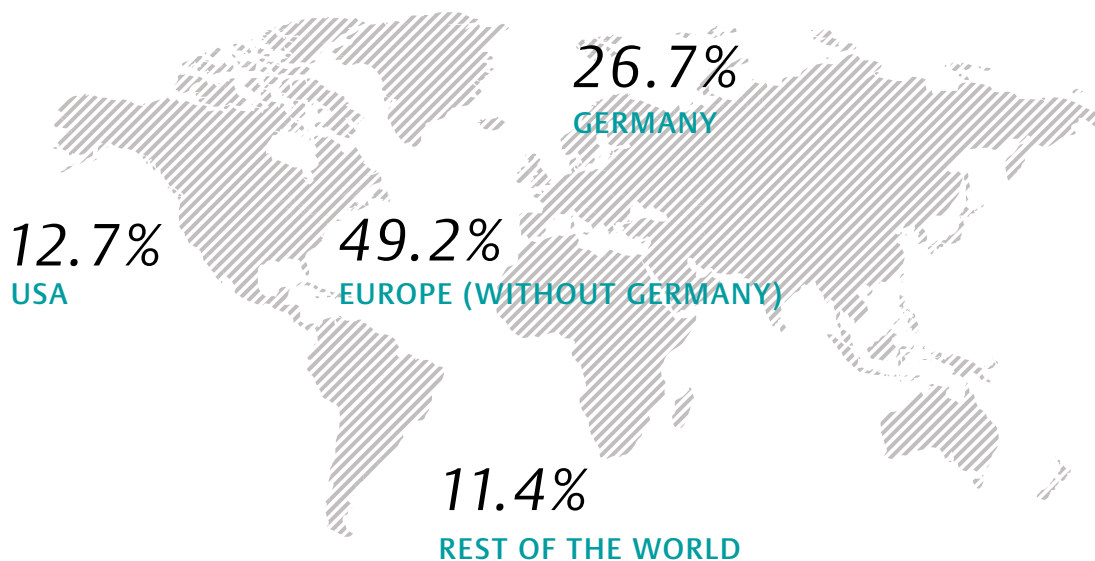 26.7%
GERMANY
12.7%
USA
49.2%
EUROPE (WITHOUT GERMANY)
11.4%
REST OF THE WORLD